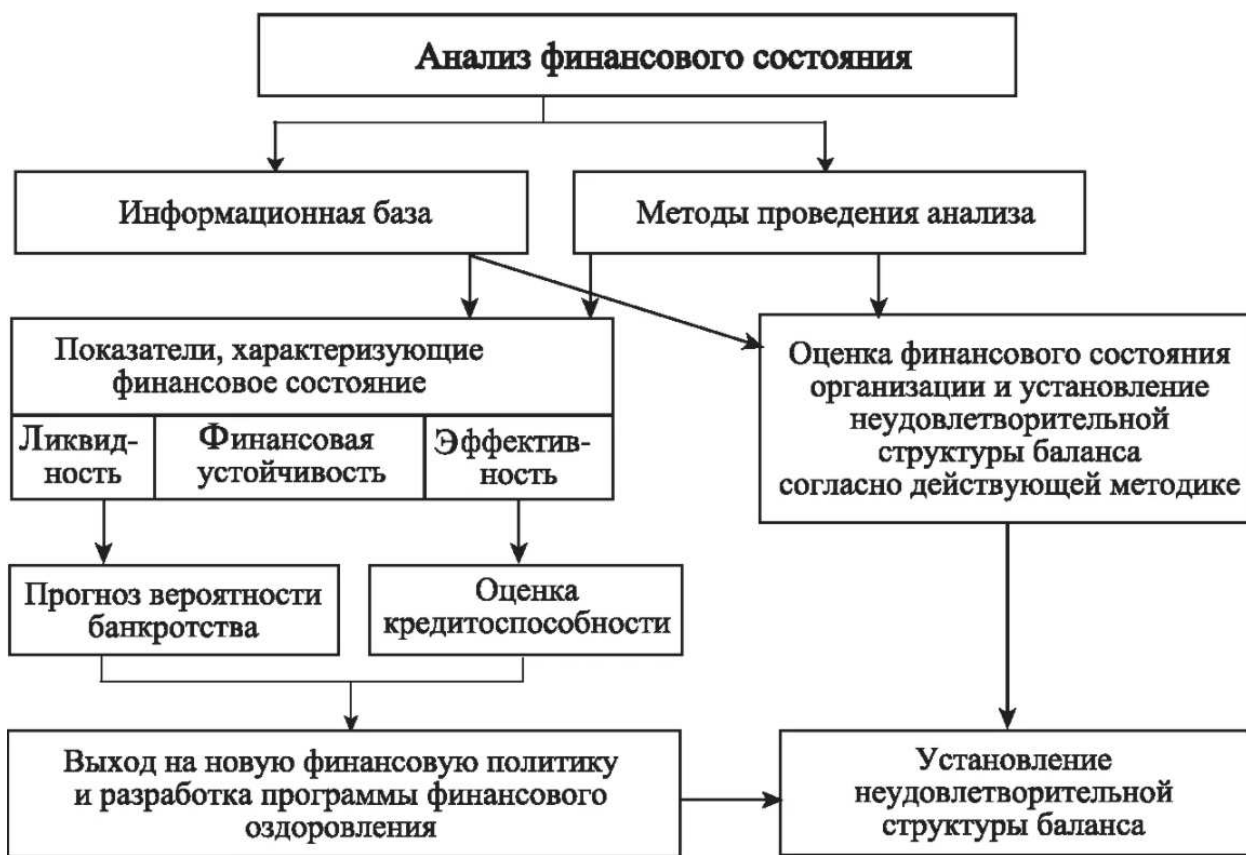 Анализ финансового состояния
Информационная база
Методы проведения анализа
Показатели, характеризующие
финансовое состояние
Ликвид-
ность
Финансовая
устойчивость
Эффектив-
ность
Оценка финансового состояния
организации и установление
неудовлетворительной
структуры баланса
согласно действующей методике
Прогноз вероятности
банкротства
Оценка
кредитоспособности
Выход на новую финансовую политику
и разработка программы финансового
оздоровления
Установление
неудовлетворительной
структуры баланса